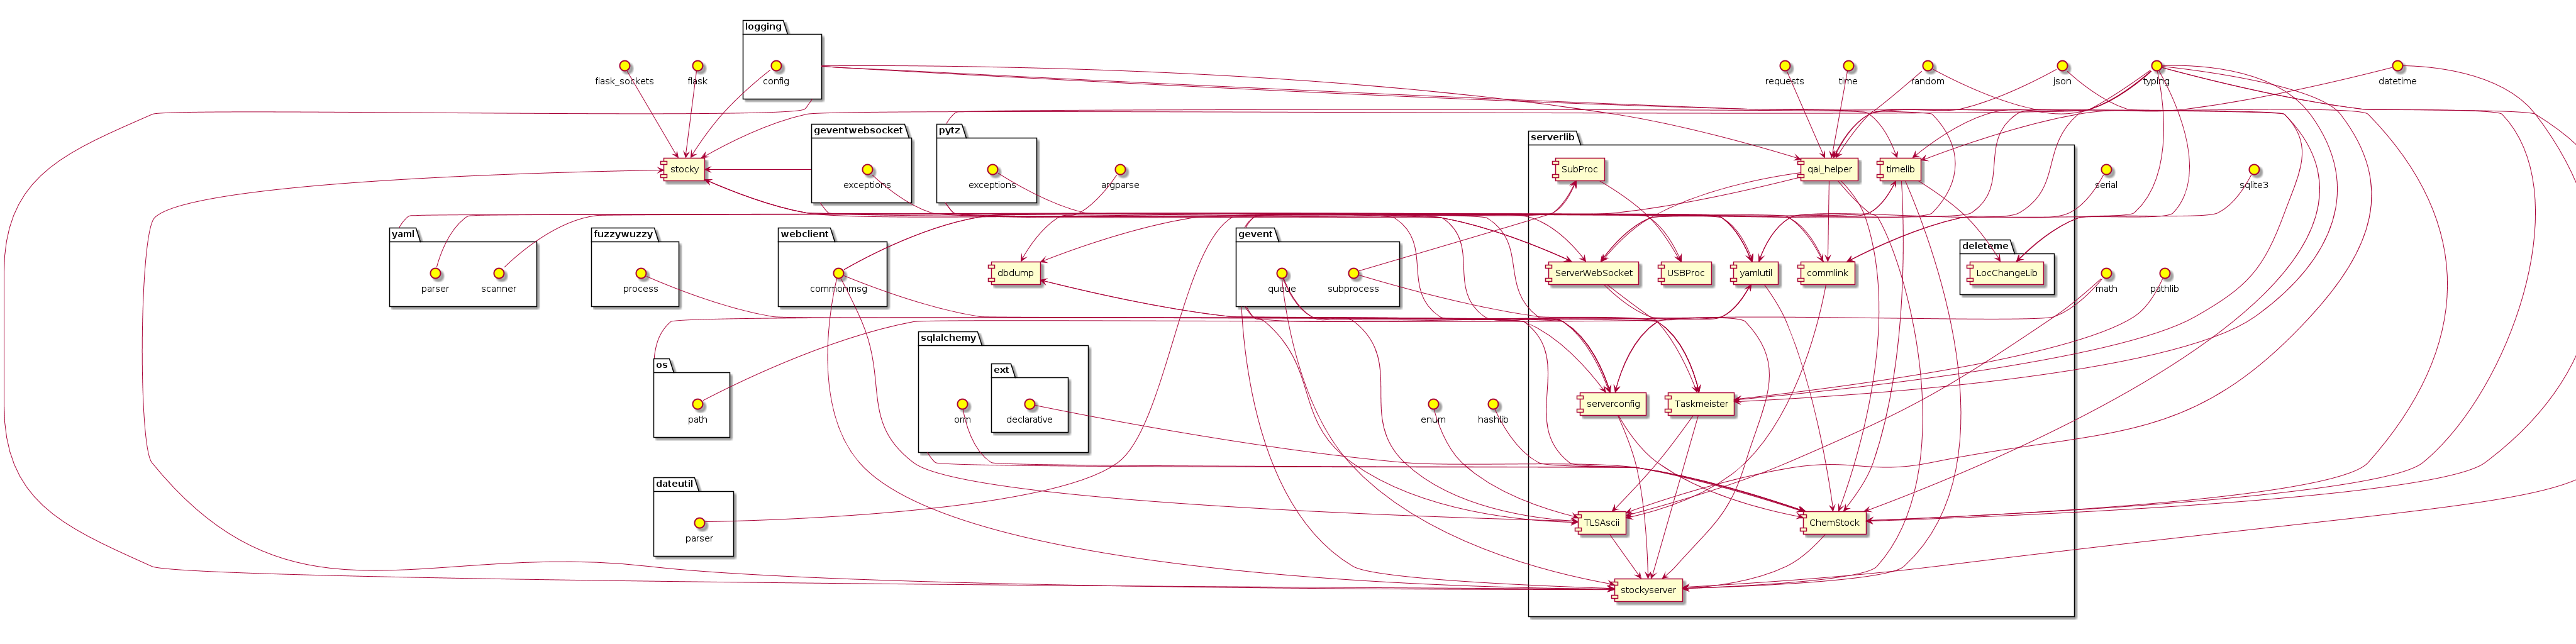 logging
flask_sockets
flask
config
requests
time
random
json
typing
datetime
geventwebsocket
pytz
serverlib
exceptions
exceptions
argparse
stocky
SubProc
qai_helper
timelib
serial
sqlite3
yaml
fuzzywuzzy
webclient
gevent
deleteme
parser
scanner
process
commonmsg
dbdump
queue
subprocess
ServerWebSocket
USBProc
yamlutil
commlink
LocChangeLib
math
pathlib
sqlalchemy
os
ext
path
orm
declarative
enum
hashlib
serverconfig
Taskmeister
dateutil
parser
TLSAscii
ChemStock
stockyserver